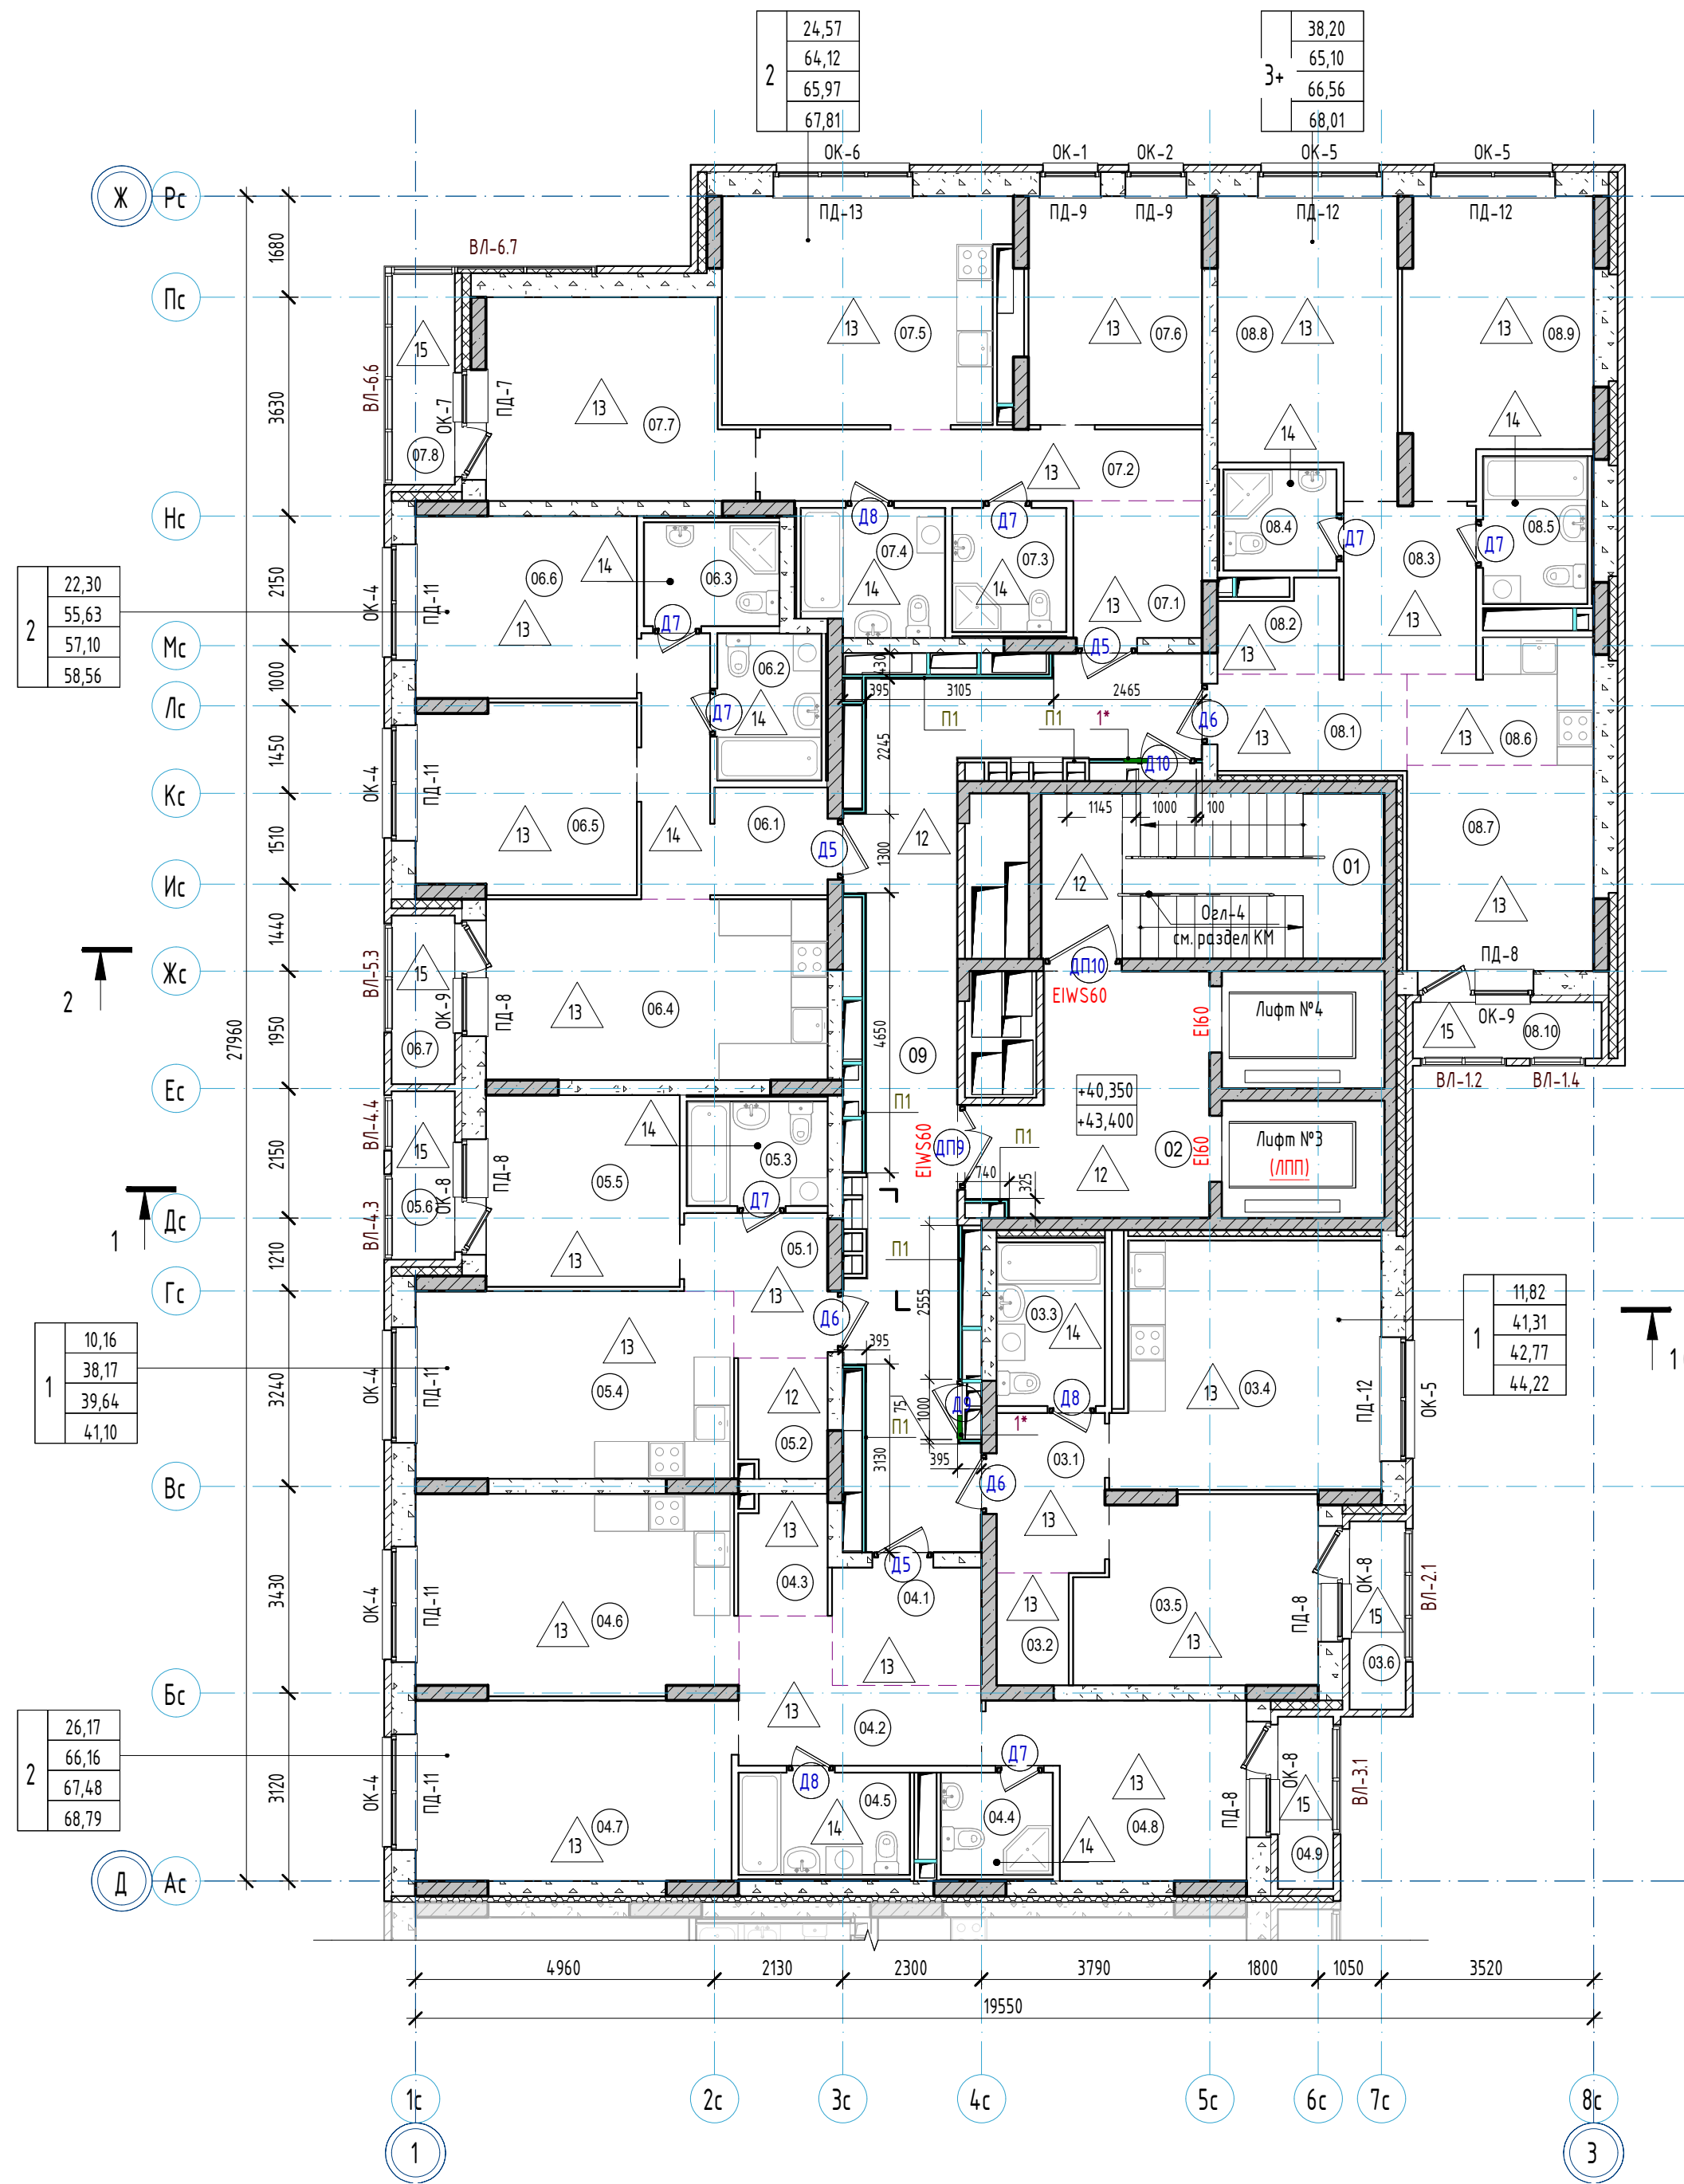 24,57
2 64,12
65,97
67,81
38,20
3+ 65,10
66,56
68,01
ОК-6 ОК-1 ОК-2 ОК-5 ОК-5
Ж Рс
ПД-13 ПД-9 ПД-9 ПД-12 ПД-12
1680
ВЛ-6.7
Пс
13 07.5 13 07.6 08.8 13 13 08.9
15
ВЛ-6.6
ОК-7
ПД-7
3630
13
07.7
14 14
07.8
13 07.2
Нс
Д8 Д7
08.4 Д7 08.3 Д7 08.5
07.4 07.3
22,30
2 55,63
57,10
58,56
2150
ОК-4
ПД-11
06.6 14 06.3
14 14 13 07.1
13 Д7
08.2 13
13
Мс
Д5
430
1000
06.2
395 3105 2465
Лс
Д7 14
П1 П1 1* Д6
13 08.1 13 08.6
1450
ОК-4
ПД-11
2245
Д10
Кс
1145 1000 100
13 06.5 14 06.1
12
08.7
1510
Д5
1300
12
01
Ис
13
Огл-4
см. раздел КМ
1440
ПД-8
2
Жс
ВЛ-5.3
15
ОК-9
ПД-8
13 06.4
ДП10
EIWS60
EI60
Лифт №4
ОК-9
15 08.10
27960
1950
06.7
4650
09
Ес
+40,350
+43,400
ВЛ-1.2 ВЛ-1.4
П1
ВЛ-4.4
15
ПД-8
14
05.3
EIWS60
ДП9
П1
02
EI60
Лифт №3
(ЛПП)
2150
05.5
740
325
12
05.6
ОК-8
Д7
ВЛ-4.3
1
Дс
13
05.1
П1
1210
13
Гс
Д6
2555
03.3 14
11,82
1 41,31
42,77
44,22
1
10,16
1 38,17
39,64
41,10
ОК-4
ПД-11
13
395
05.4
12
13 03.4
ПД-12
ОК-5
3240
Д9
Д8
75
1000
П1
1*
05.2
3130
395
03.1
Вс
Д6
13
13
Д5
ОК-8
ВЛ-2.1
3430
ОК-4
ПД-11
04.3
04.1
13
03.5
ПД-8
15
13 04.6
13
03.2
13
03.6
Бс
13
04.2
26,17
2 66,16
67,48
68,79
ОК-4
ПД-11
Д7
Д8
13
ОК-8
ВЛ-3.1
3120
04.5
04.4
ПД-8
15
13 04.7
14
14
04.8
04.9
Д Ас
4960 2130 2300 3790 1800 1050 3520
19550
1с 2с 3с 4с 5с 6с 7с 8с
1 3